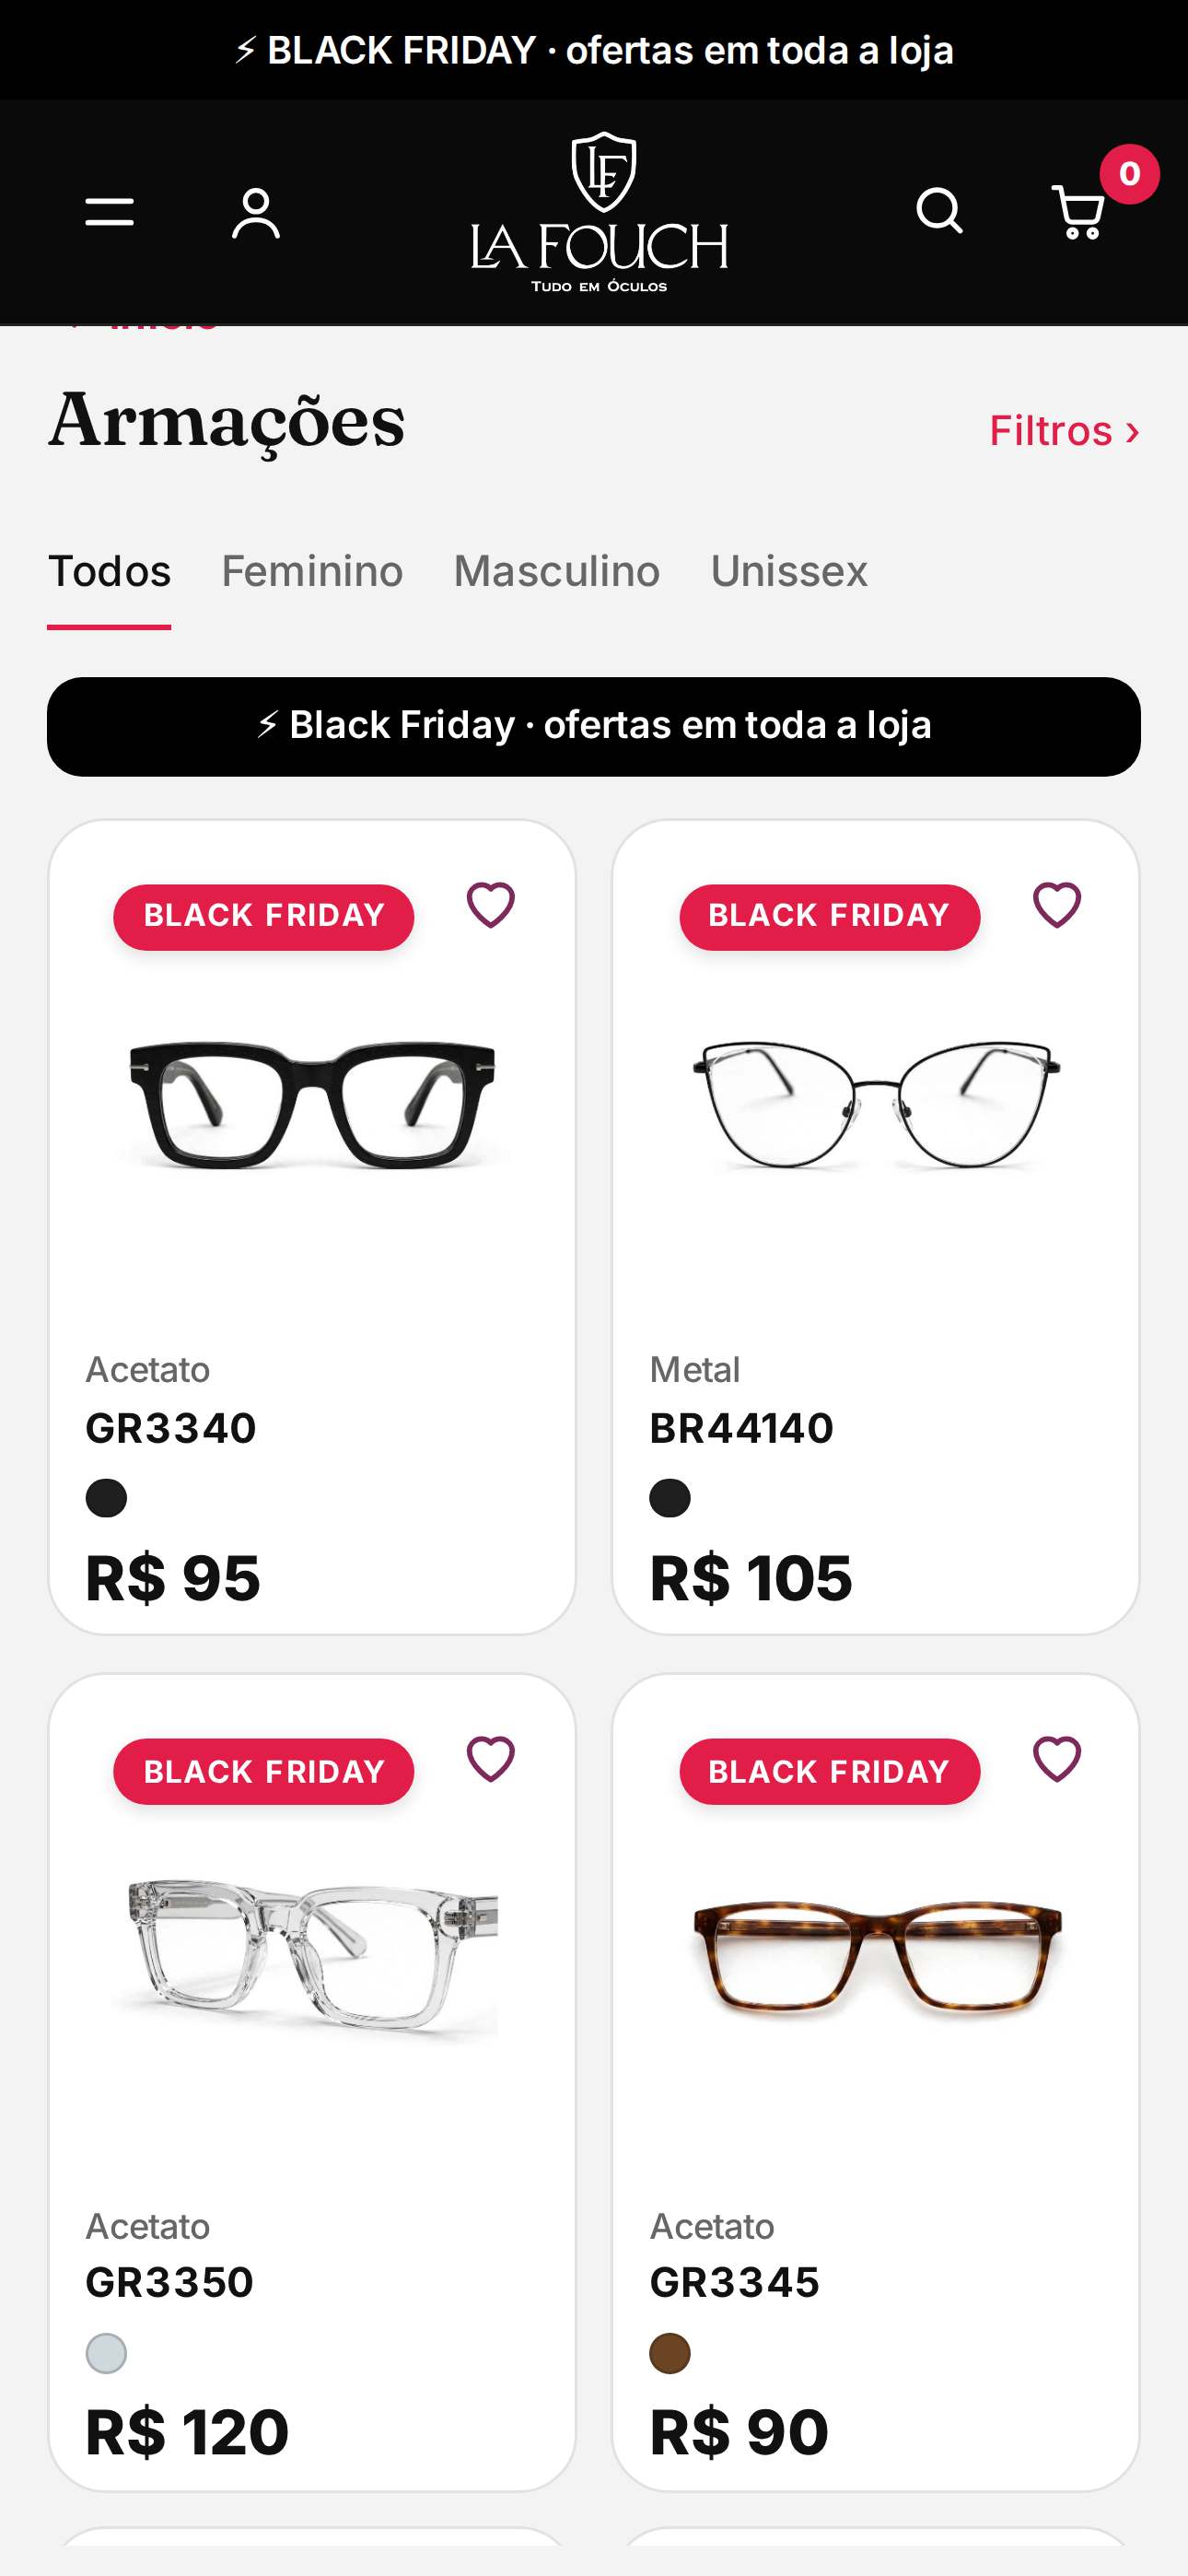 ⚡ BLACK FRIDAY · ofertas em toda a loja
0
LF
LA FOUCH
TUDO EM ÓCULOS
Armações
Filtros ›
Todos Feminino Masculino Unissex
⚡ Black Friday · ofertas em toda a loja
BLACK FRIDAY
BLACK FRIDAY
Acetato
GR3340
R$ 95
Metal
BR44140
R$ 105
BLACK FRIDAY
BLACK FRIDAY
Acetato
GR3350
R$ 120
Acetato
GR3345
R$ 90